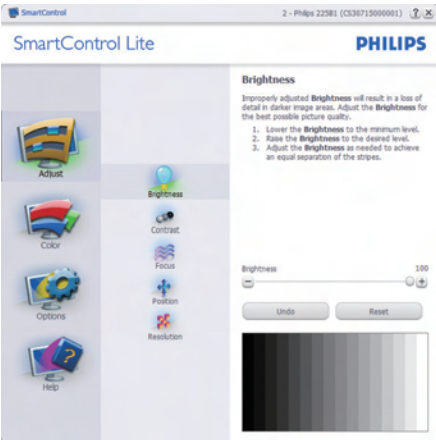 SmartControl
2 - Philips 225B1 (CS30715000001)
SmartControl Lite
PHILIPS
Adjust
Color
Options
Help
Brightness
Contrast
Focus
Position
Resolution
Brightness
Improperly adjusted Brightness will result in a loss of
detail in darker image areas. Adjust the Brightness for
the best possible picture quality.
1. Lower the Brightness to the minimum level.
2. Raise the Brightness to the desired level.
3. Adjust the Brightness as needed to achieve
an equal separation of the stripes.
Brightness 100
Undo Reset